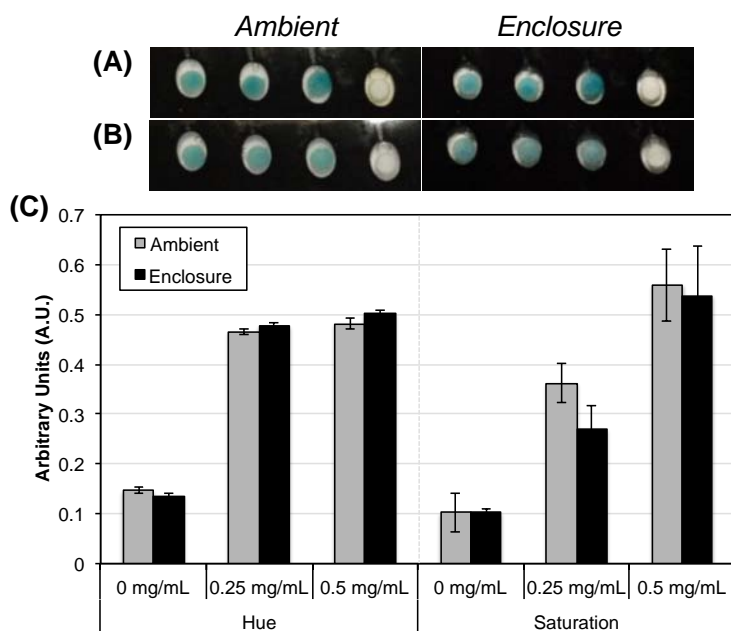 Ambient Enclosure
(A)
(B)
(C)
0.7
0.6
0.5
0.4
0.3
0.2
0.1
0
Arbitrary Units (A.U.)
Ambient
Enclosure
0 mg/mL 0.25 mg/mL 0.5 mg/mL 0 mg/mL 0.25 mg/mL 0.5 mg/mL
Hue Saturation